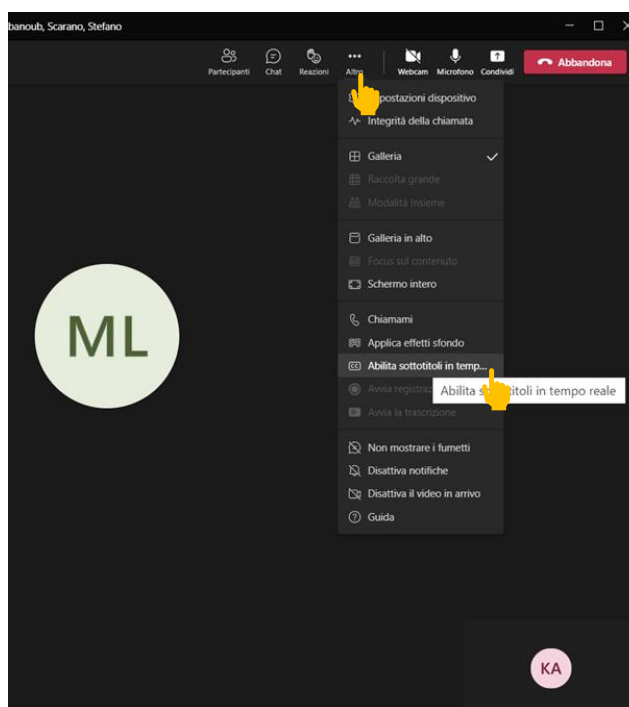 banoub, Scarano, Stefano
Partecipanti Chat Reazioni Altro Webcam Microfono Condividi Abbandona
postazioni dispositivo
Integrità della chiamata
Galleria
Raccolta grande
Modalità Insieme
Galleria in alto
Focus sul contenuto
Schermo intero
ML
Chiamami
Applica effetti sfondo
CC Abilita sottotitoli in temp...
Avvia registraz
Abilita s titoli in tempo reale
Avvia la trascrizione
Non mostrare i fumetti
Disattiva notifiche
Disattiva il video in arrivo
Guida
KA